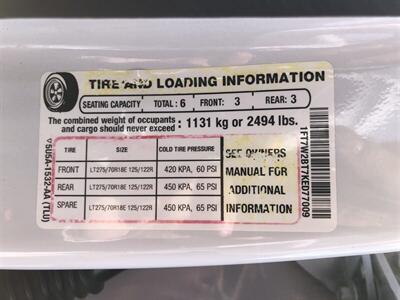 TIRE AND LOADING INFORMATION
SEATING CAPACITY TOTAL : 6 FRONT: 3 REAR: 3
The combined weight of occupants
and cargo should never exceed : 1131 kg or 2494 lbs.
TIRE SIZE COLD TIRE PRESSURE
FRONT LT275/70R18E 125/122R 420 KPA, 60 PSI
REAR LT275/70R18E 125/122R 450 KPA, 65 PSI
SPARE LT275/70R18E 125/122R 450 KPA, 65 PSI
SEE OWNERS
MANUAL FOR
ADDITIONAL
INFORMATION
1FT7W2BT7KED77009